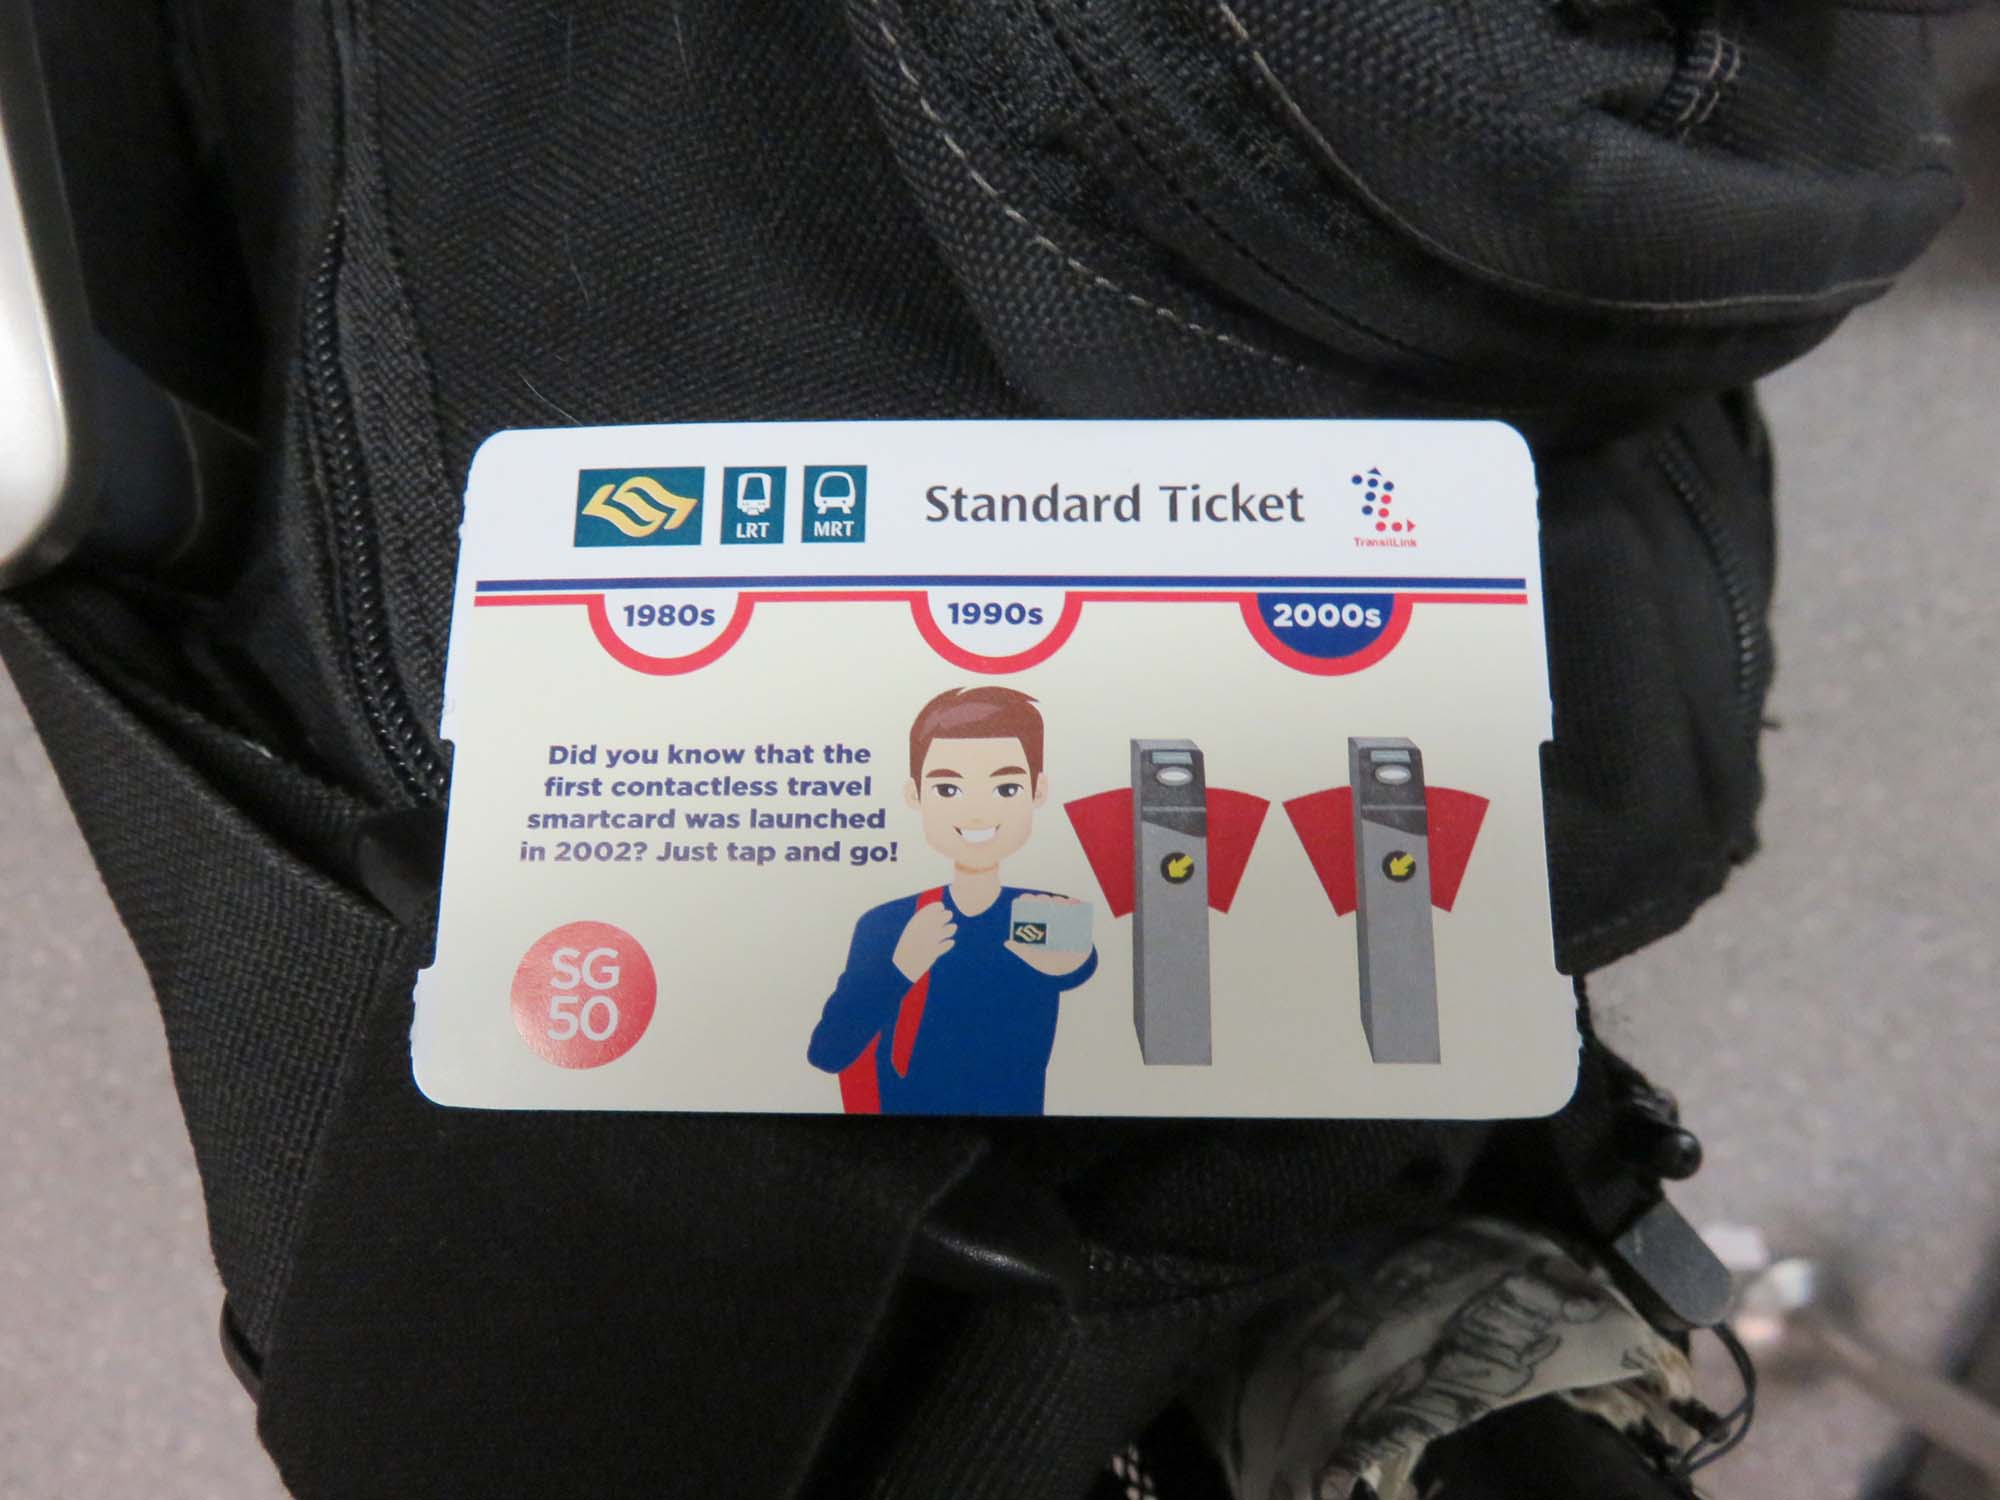 LRT
MRT
Standard Ticket
TransitLink
1980s
1990s
2000s
Did you know that the
first contactless travel
smartcard was launched
in 2002? Just tap and go!
SG
50